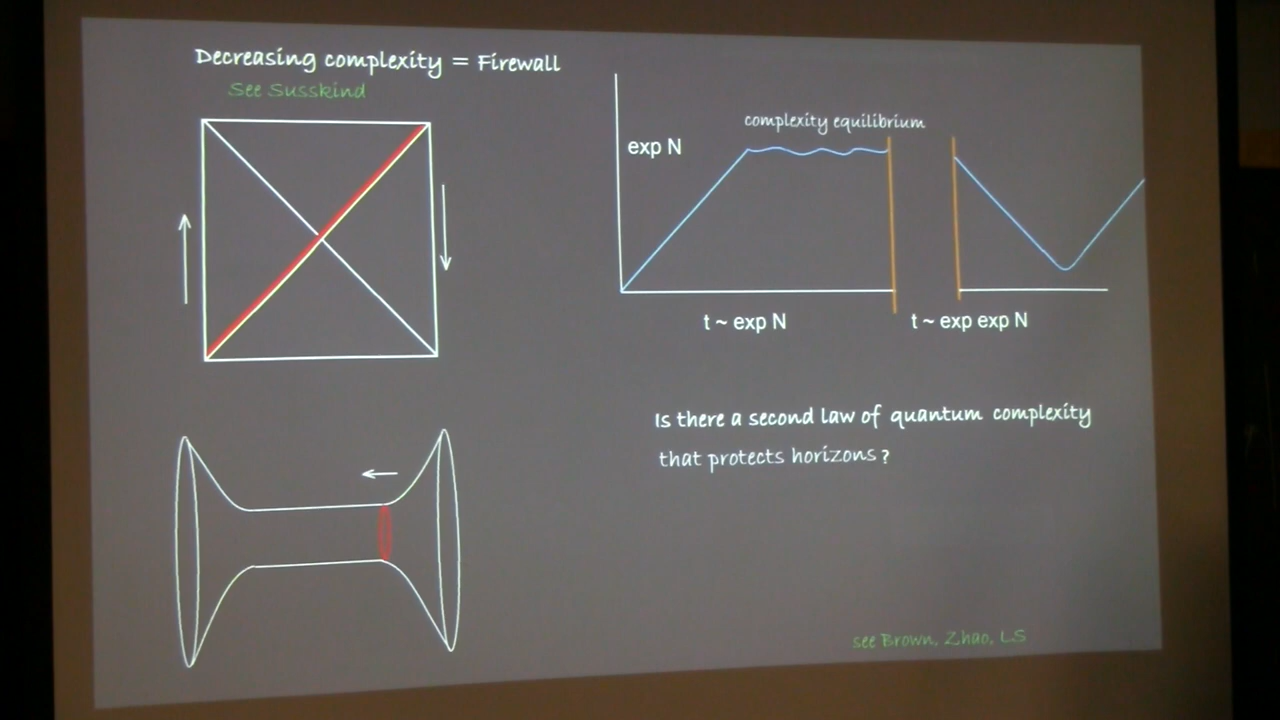 Decreasing complexity = Firewall
See Susskind
complexity equilibrium
exp N
t ~ exp N
t ~ exp exp N
Is there a second law of quantum complexity
that protects horizons?
see Brown, Zhao, LS